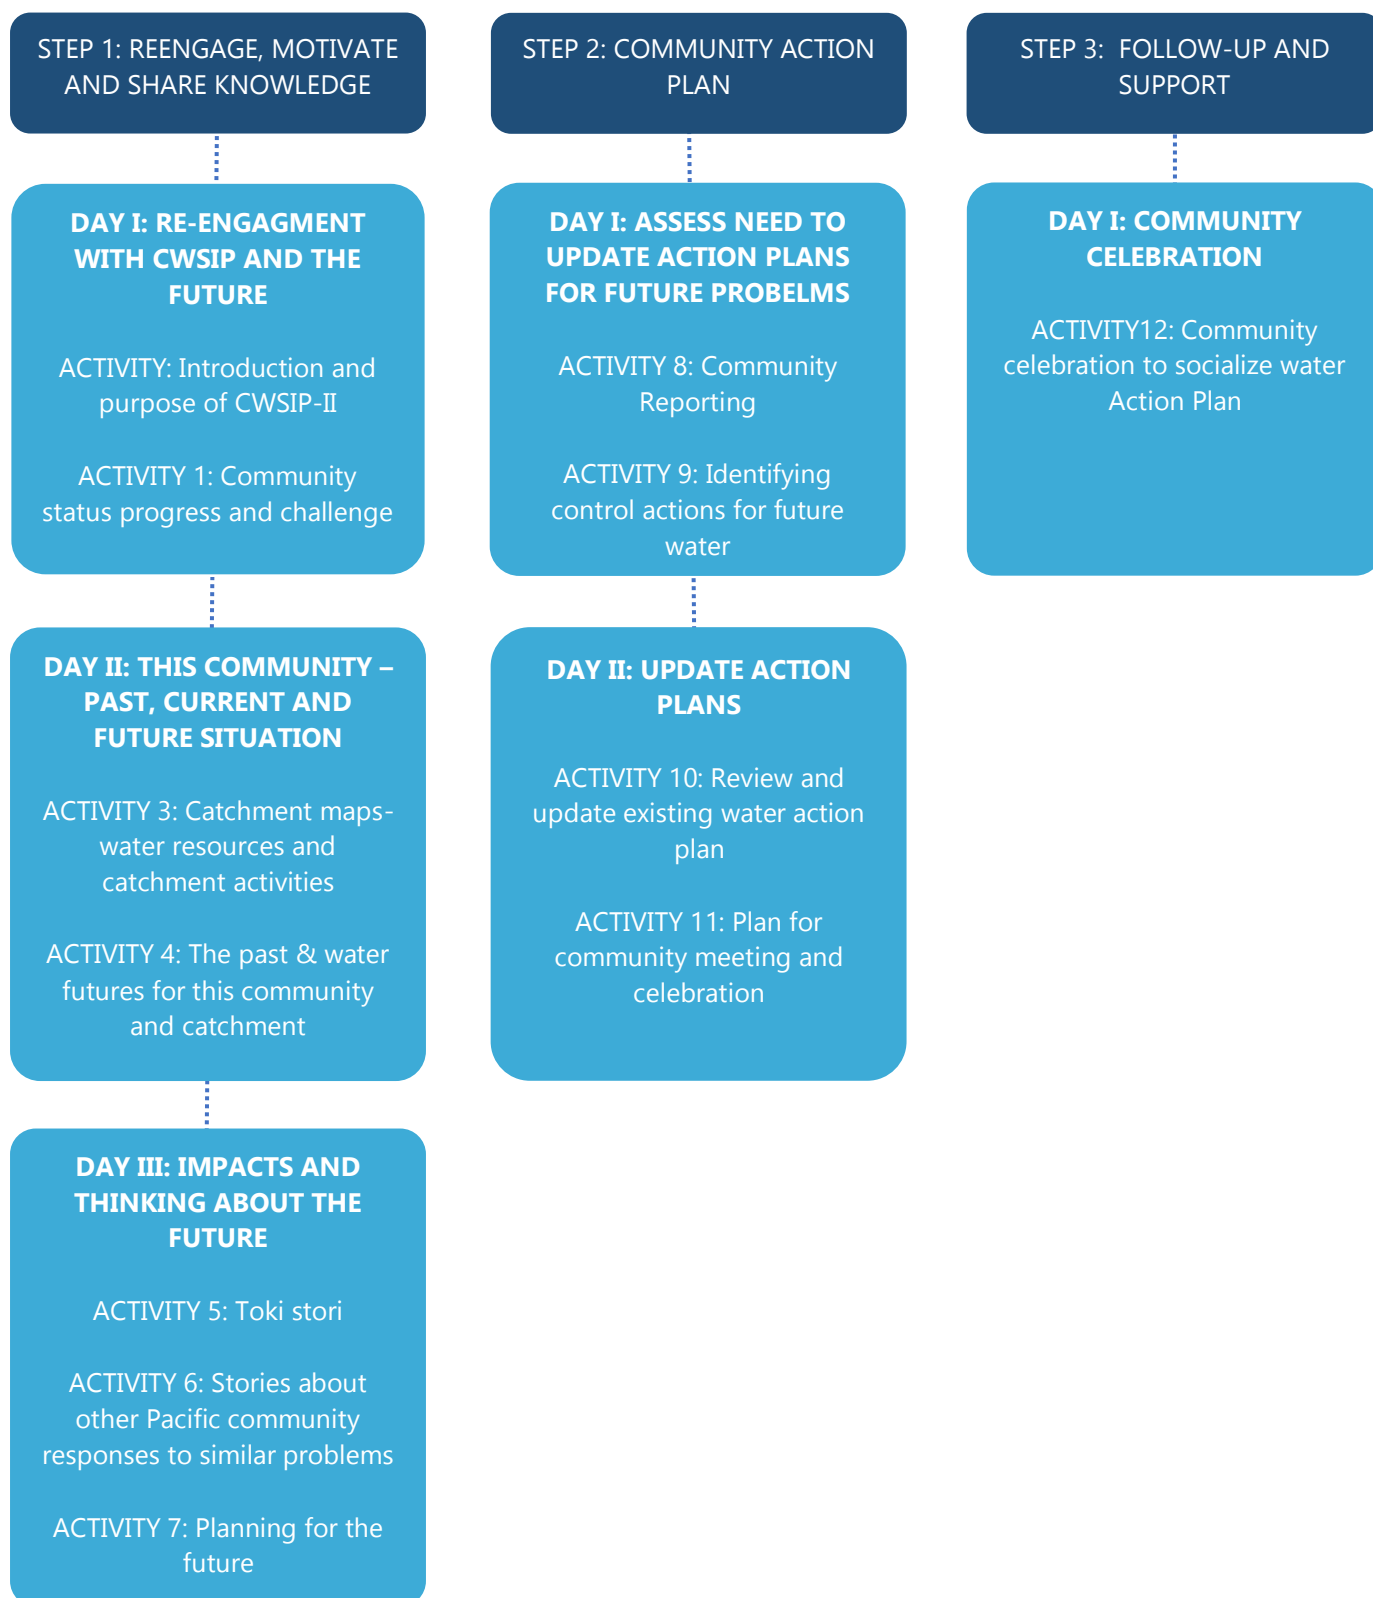 STEP 1: REENGAGE, MOTIVATE
AND SHARE KNOWLEDGE
DAY I: RE-ENGAGMENT
WITH CWSIP AND THE
FUTURE
ACTIVITY: Introduction and
purpose of CWSIP-II
ACTIVITY 1: Community
status progress and challenge
DAY II: THIS COMMUNITY –
PAST, CURRENT AND
FUTURE SITUATION
ACTIVITY 3: Catchment maps-
water resources and
catchment activities
ACTIVITY 4: The past & water
futures for this community
and catchment
DAY III: IMPACTS AND
THINKING ABOUT THE
FUTURE
ACTIVITY 5: Toki stori
ACTIVITY 6: Stories about
other Pacific community
responses to similar problems
ACTIVITY 7: Planning for the
future
STEP 2: COMMUNITY ACTION
PLAN
DAY I: ASSESS NEED TO
UPDATE ACTION PLANS
FOR FUTURE PROBELMS
ACTIVITY 8: Community
Reporting
ACTIVITY 9: Identifying
control actions for future
water
DAY II: UPDATE ACTION
PLANS
ACTIVITY 10: Review and
update existing water action
plan
ACTIVITY 11: Plan for
community meeting and
celebration
STEP 3:  FOLLOW-UP AND
SUPPORT
DAY I: COMMUNITY
CELEBRATION
ACTIVITY12: Community
celebration to socialize water
Action Plan